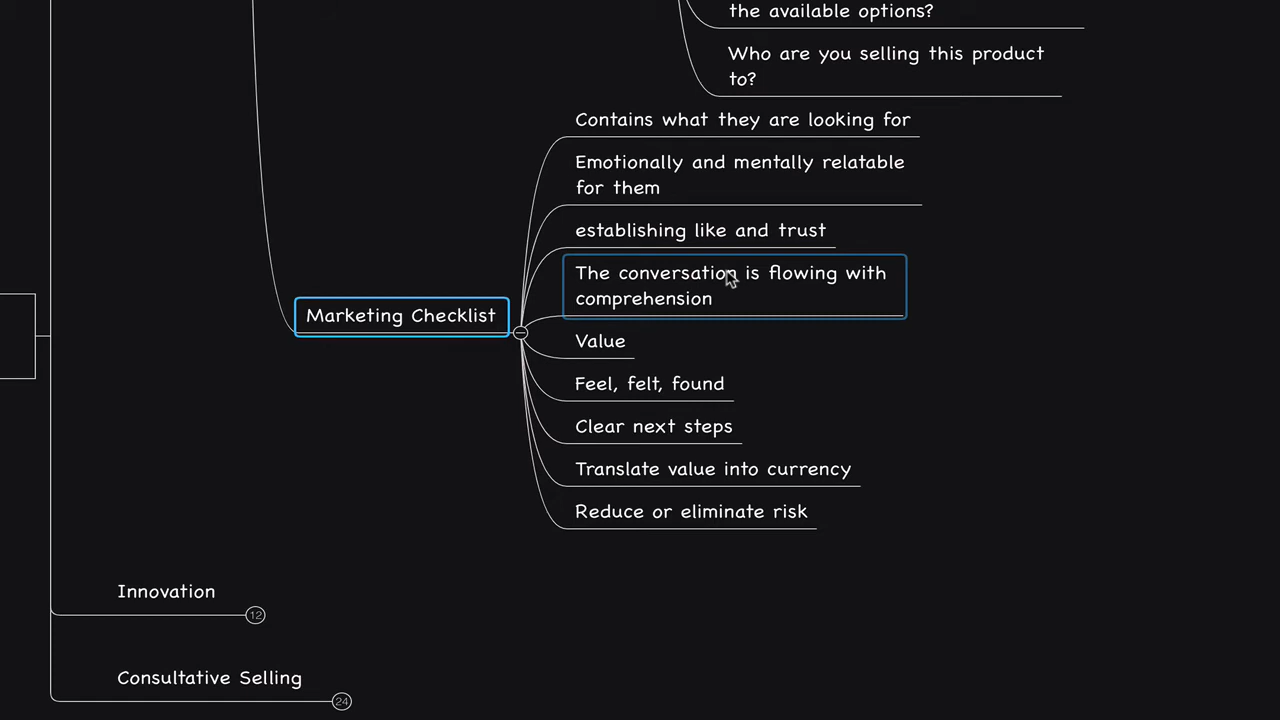 the available options?
Who are you selling this product
to?
Contains what they are looking for
Emotionally and mentally relatable
for them
establishing like and trust
The conversation is flowing with
comprehension
Marketing Checklist
Value
Feel, felt, found
Clear next steps
Translate value into currency
Reduce or eliminate risk
Innovation
12
Consultative Selling
24